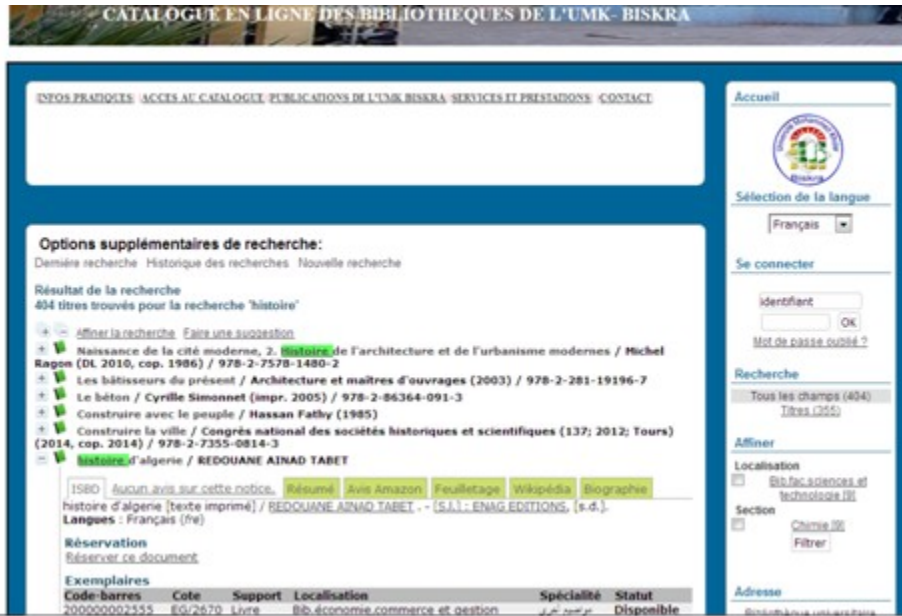 CATALOGUE EN LIGNE DES BIBLIOTHEQUES DE L'UMK- BISKRA
INFOS PRATIQUES ACCES AU CATALOGUE PUBLICATIONS DE L'UMK BISKRA SERVICES ET PRESTATIONS CONTACT
Options supplémentaires de recherche:
Dernière recherche Historique des recherches Nouvelle recherche
Résultat de la recherche
404 titres trouvés pour la recherche 'histoire'
Affiner la recherche Faire une suggestion
Naissance de la cité moderne, 2. Histoire de l'architecture et de l'urbanisme modernes / Michel
Ragon (DL 2010, cop. 1986) / 978-2-7578-1480-2
Les bâtisseurs du présent / Architecture et maîtres d'ouvrages (2003) / 978-2-281-19196-7
Le béton / Cyrille Simonnet (impr. 2005) / 978-2-86364-091-3
Construire avec le peuple / Hassan Fathy (1985)
Construire la ville / Congrès national des sociétés historiques et scientifiques (137; 2012; Tours)
(2014, cop. 2014) / 978-2-7355-0814-3
histoire d'algerie / REDOUANE AINAD TABET
ISBD Aucun avis sur cette notice. Résumé Avis Amazon Feuilletage Wikipédia Biographie
histoire d'algerie [texte imprimé] / REDOUANE AINAD TABET . - [S.l.] : ENAG EDITIONS, [s.d.].
Langues : Français (fre)
Réservation
Réserver ce document
Exemplaires
Code-barres Cote Support Localisation Spécialité Statut
200000002555 EG/2670 Livre Bib.économie,commerce et gestion Disponible
Accueil
Biskra
Sélection de la langue
Français
Se connecter
identifiant
OK
Mot de passe oublié ?
Recherche
Tous les champs (404)
Titres (355)
Affiner
Localisation
Bib.fac.sciences et
technologie [9]
Section
Chimie [9]
Filtrer
Adresse
Bibliothèque universitaire